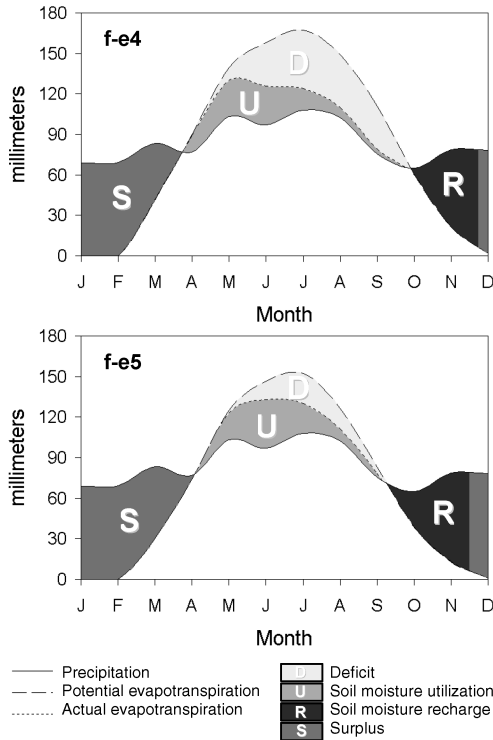 f-e4
millimeters
180
150
120
90
60
30
0
D
U
S
R
J F M A M J J A S O N D
Month
f-e5
millimeters
180
150
120
90
60
30
0
D
U
S
R
J F M A M J J A S O N D
Month
Precipitation
Potential evapotranspiration
Actual evapotranspiration
D Deficit
U Soil moisture utilization
R Soil moisture recharge
S Surplus